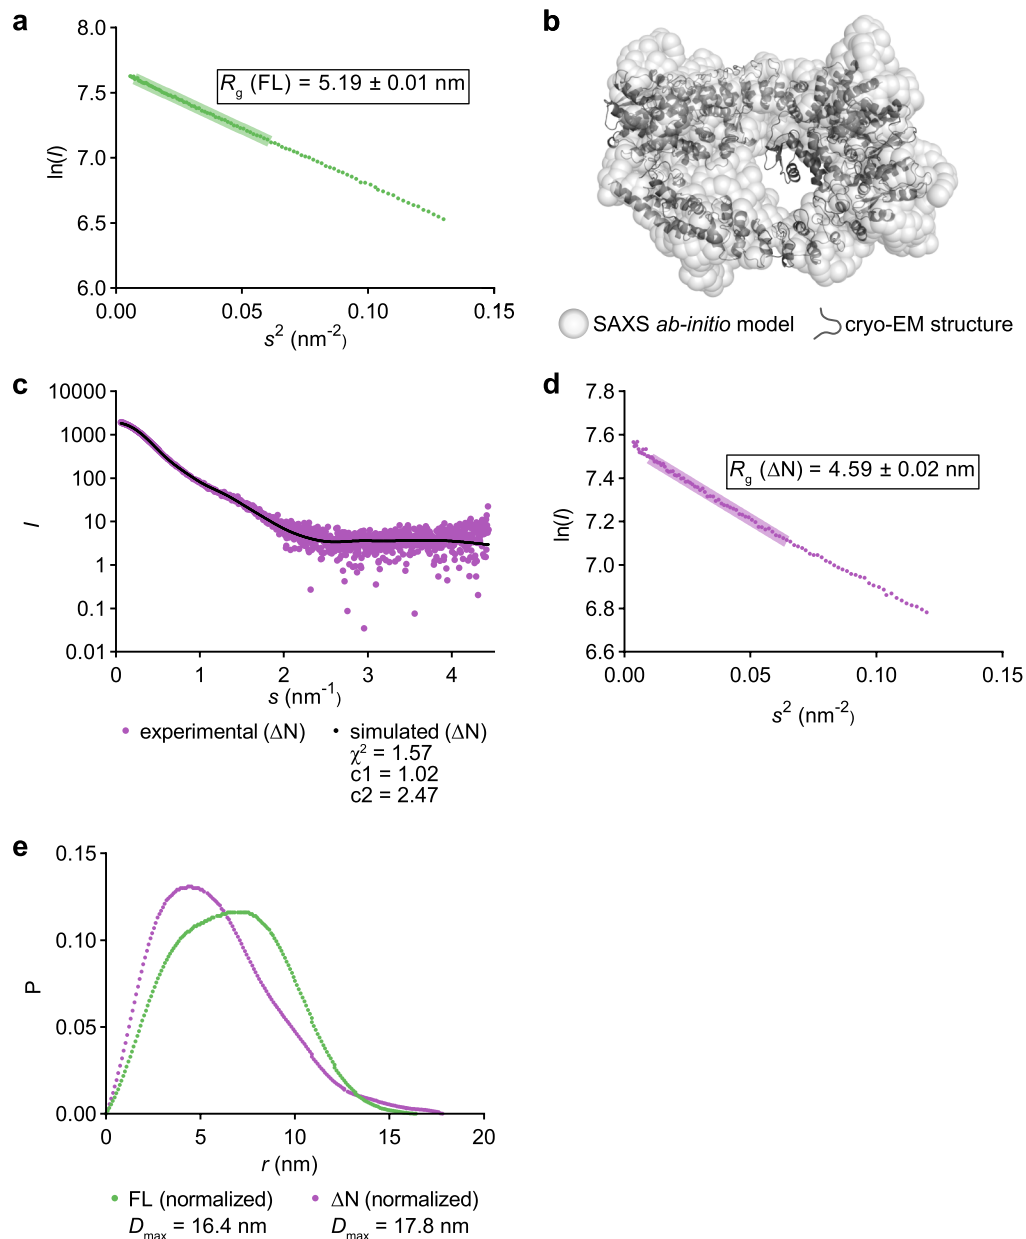 a
8.0
7.5
7.0
6.5
6.0
ln(I)
Rg (FL) = 5.19 ± 0.01 nm
0.00 0.05 0.10 0.15
s² (nm⁻²)
b
SAXS ab-initio model
cryo-EM structure
c
10000
1000
100
10
1
0.1
0.01
I
0 1 2 3 4
s (nm⁻¹)
experimental (ΔN)
simulated (ΔN)
χ² = 1.57
c1 = 1.02
c2 = 2.47
d
7.8
7.6
7.4
7.2
7.0
6.8
6.6
ln(I)
Rg (ΔN) = 4.59 ± 0.02 nm
0.00 0.05 0.10 0.15
s² (nm⁻²)
e
0.15
0.10
0.05
0.00
P
0 5 10 15 20
r (nm)
FL (normalized)
Dmax = 16.4 nm
ΔN (normalized)
Dmax = 17.8 nm